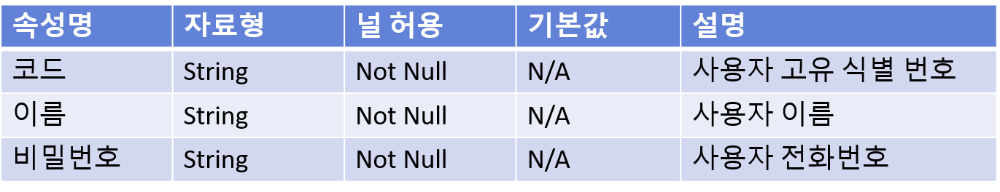 속성명 자료형 널 허용 기본값 설명
코드 String Not Null N/A 사용자 고유 식별 번호
이름 String Not Null N/A 사용자 이름
비밀번호 String Not Null N/A 사용자 전화번호